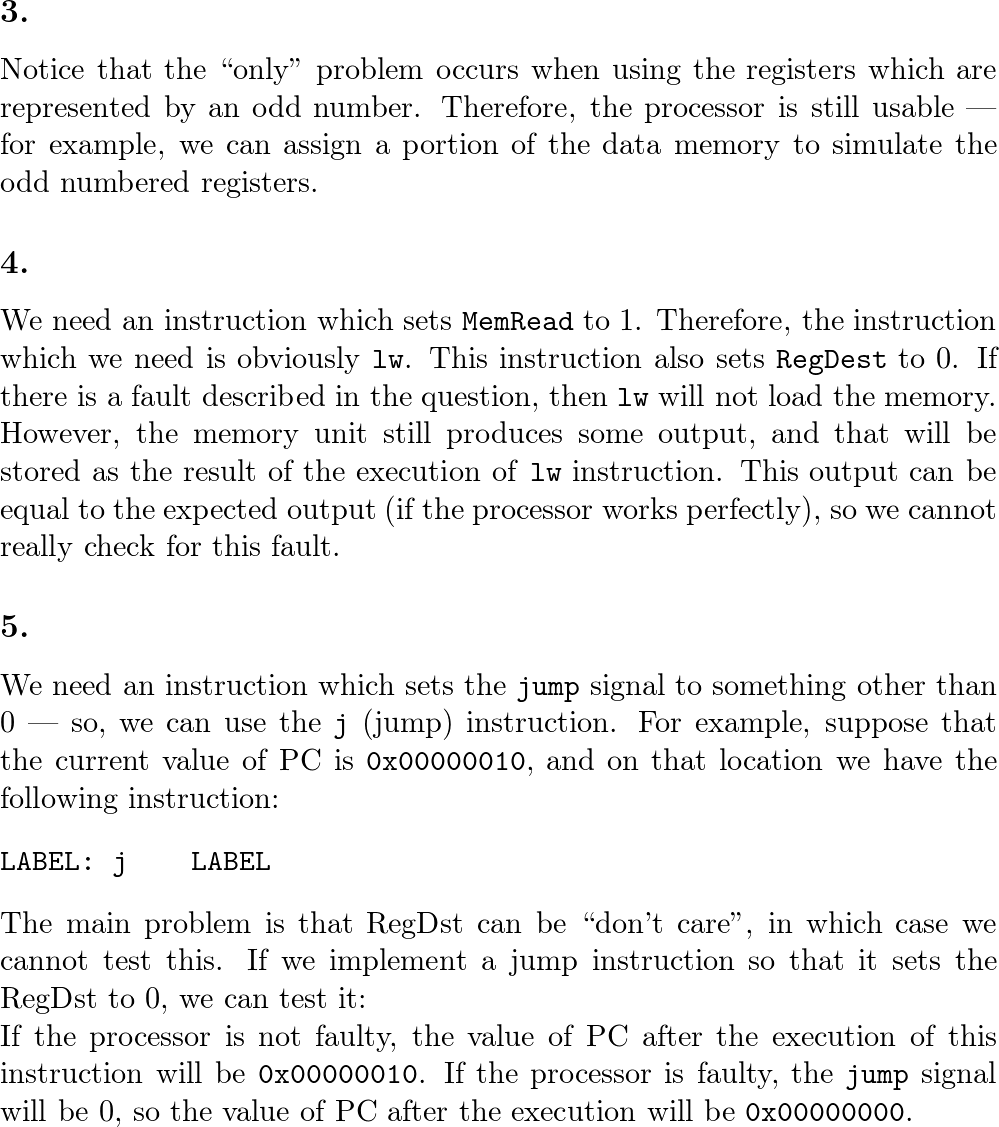 3.
Notice that the “only” problem occurs when using the registers which are
represented by an odd number. Therefore, the processor is still usable —
for example, we can assign a portion of the data memory to simulate the
odd numbered registers.
4.
We need an instruction which sets MemRead to 1. Therefore, the instruction
which we need is obviously lw. This instruction also sets RegDest to 0. If
there is a fault described in the question, then lw will not load the memory.
However, the memory unit still produces some output, and that will be
stored as the result of the execution of lw instruction. This output can be
equal to the expected output (if the processor works perfectly), so we cannot
really check for this fault.
5.
We need an instruction which sets the jump signal to something other than
0 — so, we can use the j (jump) instruction. For example, suppose that
the current value of PC is 0x00000010, and on that location we have the
following instruction:
LABEL: j    LABEL
The main problem is that RegDst can be “don’t care”, in which case we
cannot test this. If we implement a jump instruction so that it sets the
RegDst to 0, we can test it:
If the processor is not faulty, the value of PC after the execution of this
instruction will be 0x00000010. If the processor is faulty, the jump signal
will be 0, so the value of PC after the execution will be 0x00000000.